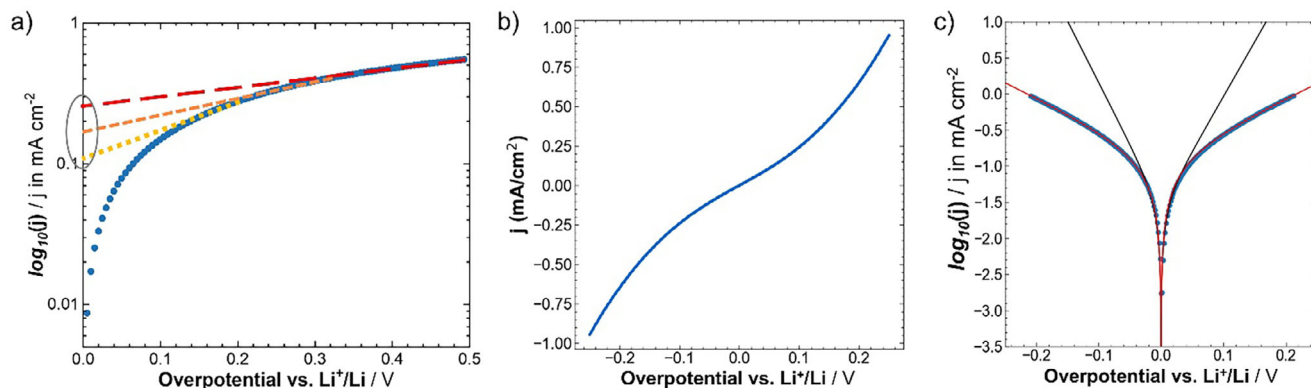 a)
log10(j) / j in mA cm-2
1
0.1
0.01
0.0 0.1 0.2 0.3 0.4 0.5
Overpotential vs. Li+/Li / V
b)
j (mA/cm2)
1.00
0.75
0.50
0.25
0.00
−0.25
−0.50
−0.75
−1.00
−0.2 −0.1 0.0 0.1 0.2
Overpotential vs. Li+/Li / V
c)
log10(j) / j in mA cm-2
1.0
0.5
0.0
-0.5
-1.0
-1.5
-2.0
-2.5
-3.0
-3.5
-0.2 -0.1 0.0 0.1 0.2
Overpotential vs. Li+/Li / V